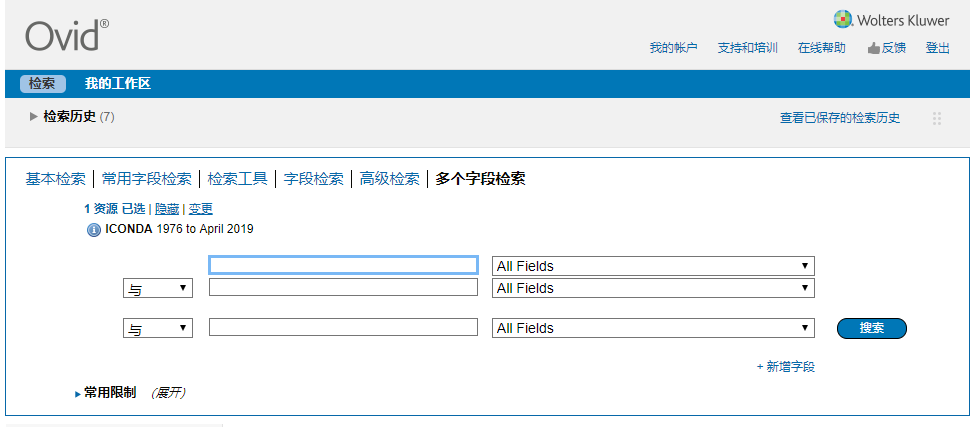 Ovid®
Wolters Kluwer
我的帐户 支持和培训 在线帮助 反馈 登出
检索 我的工作区
检索历史 (7) 查看已保存的检索历史
基本检索 | 常用字段检索 | 检索工具 | 字段检索 | 高级检索 | 多个字段检索
1 资源 已选 | 隐藏 | 变更
ICONDA 1976 to April 2019
All Fields
与 All Fields
与 All Fields 搜索
+ 新增字段
常用限制 (展开)